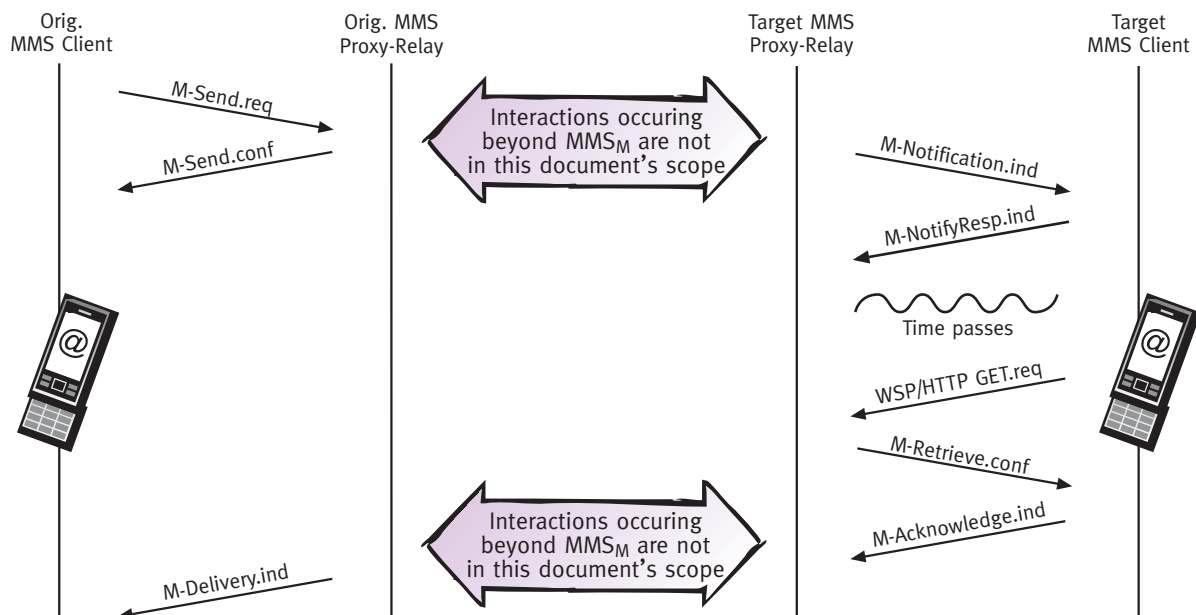 Orig.
MMS Client
Orig. MMS
Proxy-Relay
Target MMS
Proxy-Relay
Target
MMS Client
M-Send.req
M-Send.conf
Interactions occuring
beyond MMSM are not
in this document's scope
M-Notification.ind
M-NotifyResp.ind
@
@
Time passes
WSP/HTTP GET.req
M-Retrieve.conf
M-Acknowledge.ind
Interactions occuring
beyond MMSM are not
in this document's scope
M-Delivery.ind